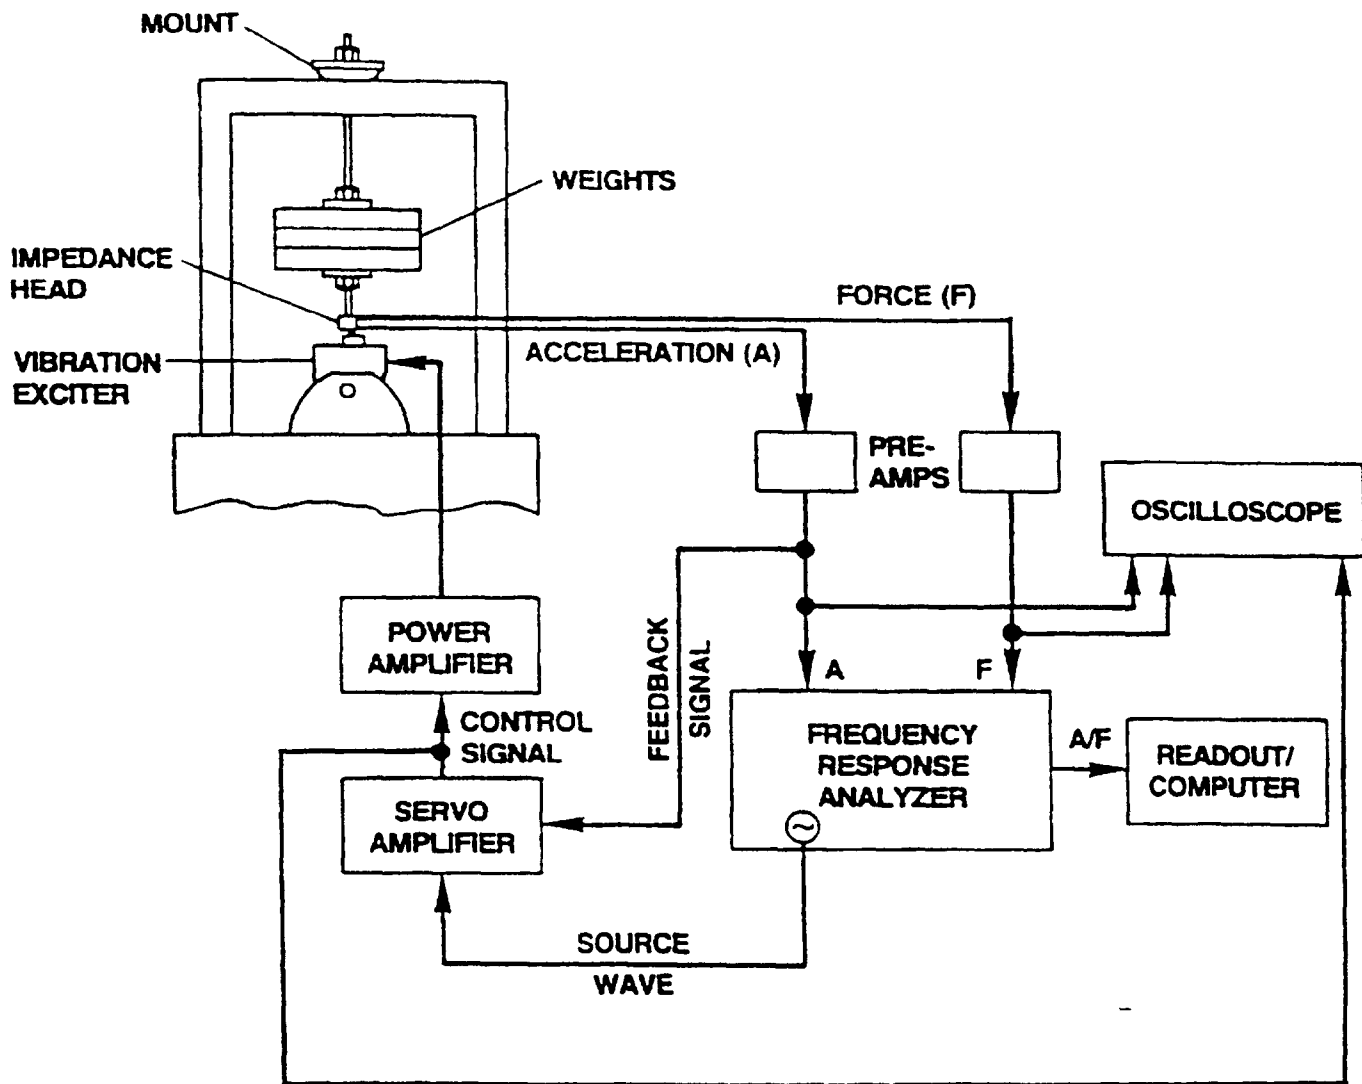 MOUNT
WEIGHTS
IMPEDANCE
HEAD
FORCE (F)
ACCELERATION (A)
VIBRATION
EXCITER
PRE-
AMPS
OSCILLOSCOPE
POWER
AMPLIFIER
FEEDBACK
SIGNAL
A
F
CONTROL
SIGNAL
FREQUENCY
RESPONSE
ANALYZER
A/F
READOUT/
COMPUTER
SERVO
AMPLIFIER
SOURCE
WAVE